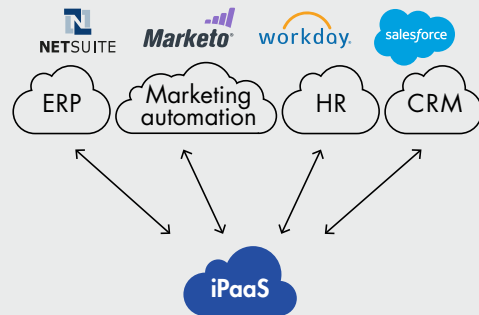 NETSUITE
Marketo®
workday.
salesforce
ERP
Marketing
automation
HR
CRM
iPaaS